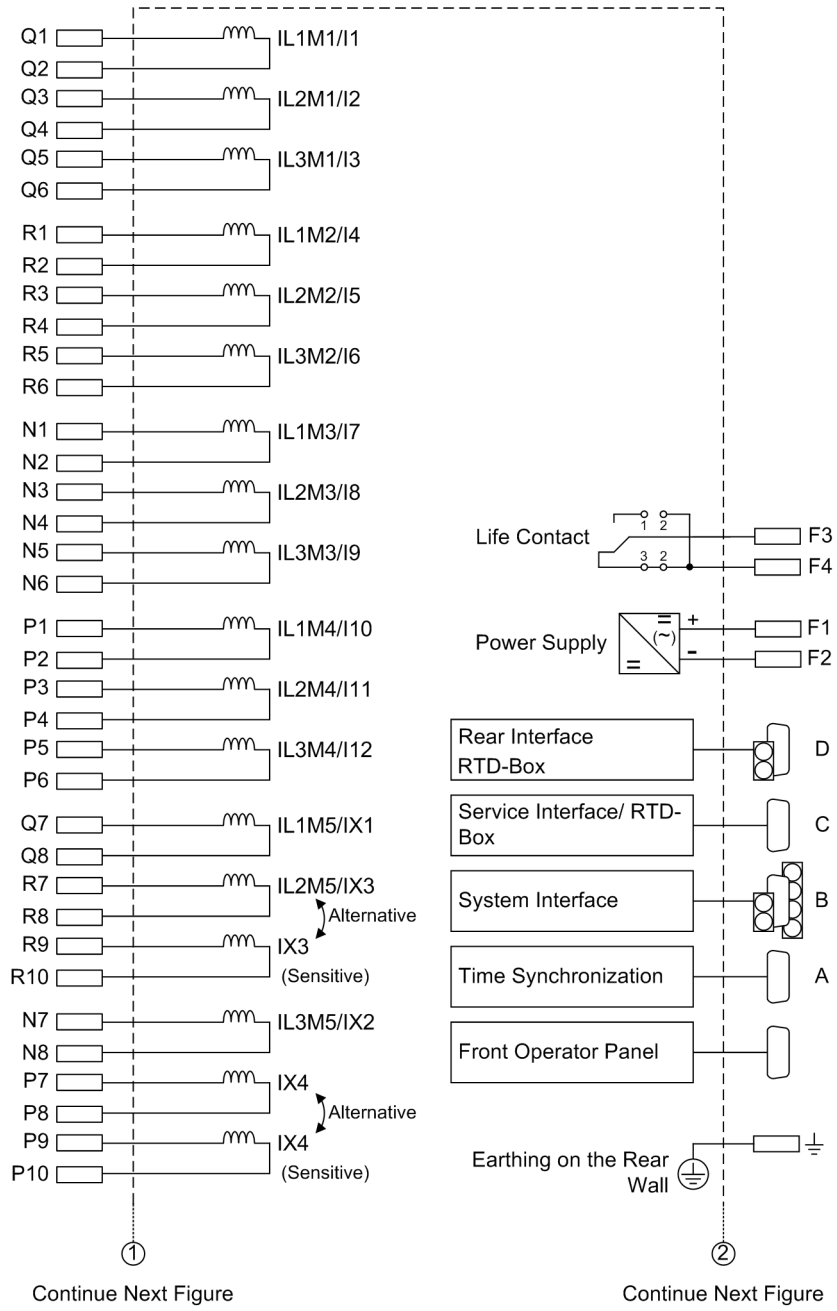 Q1
IL1M1/I1
Q2
Q3
IL2M1/I2
Q4
Q5
IL3M1/I3
Q6
R1
IL1M2/I4
R2
R3
IL2M2/I5
R4
R5
IL3M2/I6
R6
N1
IL1M3/I7
N2
N3
IL2M3/I8
N4
N5
IL3M3/I9
N6
P1
IL1M4/I10
P2
P3
IL2M4/I11
P4
P5
IL3M4/I12
P6
Q7
IL1M5/IX1
Q8
R7
IL2M5/IX3
R8
Alternative
R9
IX3
R10
(Sensitive)
N7
IL3M5/IX2
N8
P7
IX4
P8
Alternative
P9
IX4
P10
(Sensitive)
1
Continue Next Figure
Life Contact
1 2
3 2
F3
F4
Power Supply
= (~)
=
+
-
F1
F2
Rear Interface
RTD-Box
D
Service Interface/ RTD-
Box
C
System Interface
B
Time Synchronization
A
Front Operator Panel
Earthing on the Rear
Wall
2
Continue Next Figure